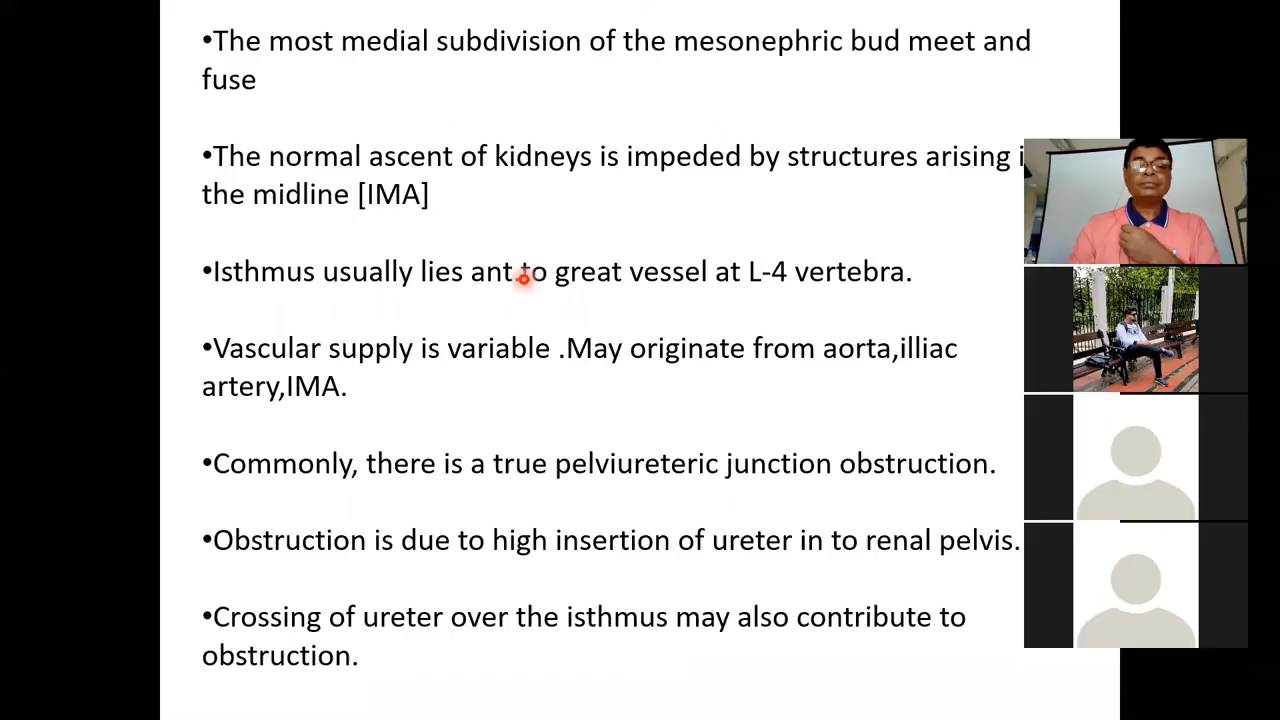 •The most medial subdivision of the mesonephric bud meet and
fuse
•The normal ascent of kidneys is impeded by structures arising
the midline [IMA]
•Isthmus usually lies ant.to great vessel at L-4 vertebra.
•Vascular supply is variable .May originate from aorta,illiac
artery,IMA.
•Commonly, there is a true pelviureteric junction obstruction.
•Obstruction is due to high insertion of ureter in to renal pelvis.
•Crossing of ureter over the isthmus may also contribute to
obstruction.